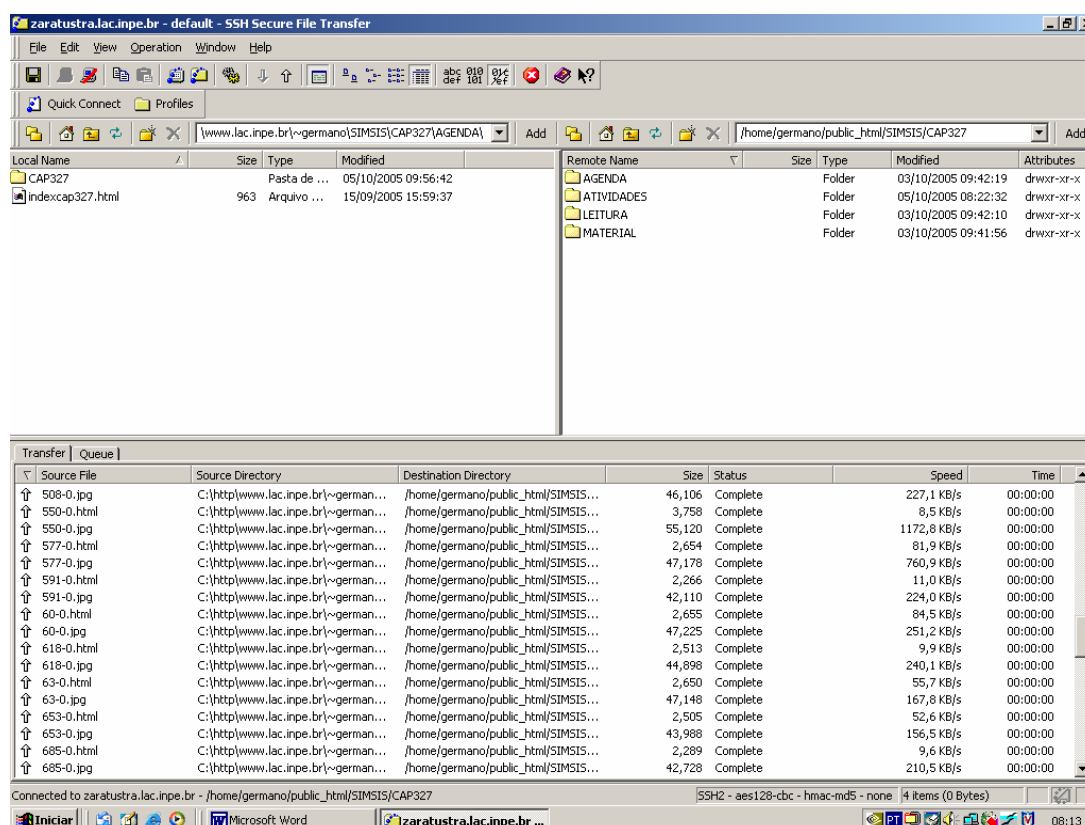 zaratustra.lac.inpe.br - default - SSH Secure File Transfer
File Edit View Operation Window Help
Quick Connect Profiles
\www.lac.inpe.br\~germano\SIMSIS\CAP327\AGENDA\ Add /home/germano/public_html/SIMSIS/CAP327 Add
Local Name Size Type Modified Remote Name Size Type Modified Attributes
CAP327 Pasta de ... 05/10/2005 09:56:42 AGENDA Folder 03/10/2005 09:42:19 drwxr-xr-x
indexcap327.html 963 Arquivo ... 15/09/2005 15:59:37 ATIVIDADES Folder 05/10/2005 08:22:32 drwxr-xr-x
LEITURA Folder 03/10/2005 09:42:10 drwxr-xr-x
MATERIAL Folder 03/10/2005 09:41:56 drwxr-xr-x
Transfer Queue
Source File Source Directory Destination Directory Size Status Speed Time
508-0.jpg C:\http\www.lac.inpe.br\~german... /home/germano/public_html/SIMSIS... 46,106 Complete 227,1 KB/s 00:00:00
550-0.html C:\http\www.lac.inpe.br\~german... /home/germano/public_html/SIMSIS... 3,758 Complete 8,5 KB/s 00:00:00
550-0.jpg C:\http\www.lac.inpe.br\~german... /home/germano/public_html/SIMSIS... 55,120 Complete 1172,8 KB/s 00:00:00
577-0.html C:\http\www.lac.inpe.br\~german... /home/germano/public_html/SIMSIS... 2,654 Complete 81,9 KB/s 00:00:00
577-0.jpg C:\http\www.lac.inpe.br\~german... /home/germano/public_html/SIMSIS... 47,178 Complete 760,9 KB/s 00:00:00
591-0.html C:\http\www.lac.inpe.br\~german... /home/germano/public_html/SIMSIS... 2,266 Complete 11,0 KB/s 00:00:00
591-0.jpg C:\http\www.lac.inpe.br\~german... /home/germano/public_html/SIMSIS... 42,110 Complete 224,0 KB/s 00:00:00
60-0.html C:\http\www.lac.inpe.br\~german... /home/germano/public_html/SIMSIS... 2,655 Complete 84,5 KB/s 00:00:00
60-0.jpg C:\http\www.lac.inpe.br\~german... /home/germano/public_html/SIMSIS... 47,225 Complete 251,2 KB/s 00:00:00
618-0.html C:\http\www.lac.inpe.br\~german... /home/germano/public_html/SIMSIS... 2,513 Complete 9,9 KB/s 00:00:00
618-0.jpg C:\http\www.lac.inpe.br\~german... /home/germano/public_html/SIMSIS... 44,898 Complete 240,1 KB/s 00:00:00
63-0.html C:\http\www.lac.inpe.br\~german... /home/germano/public_html/SIMSIS... 2,650 Complete 55,7 KB/s 00:00:00
63-0.jpg C:\http\www.lac.inpe.br\~german... /home/germano/public_html/SIMSIS... 47,148 Complete 167,8 KB/s 00:00:00
653-0.html C:\http\www.lac.inpe.br\~german... /home/germano/public_html/SIMSIS... 2,505 Complete 52,6 KB/s 00:00:00
653-0.jpg C:\http\www.lac.inpe.br\~german... /home/germano/public_html/SIMSIS... 43,988 Complete 156,5 KB/s 00:00:00
685-0.html C:\http\www.lac.inpe.br\~german... /home/germano/public_html/SIMSIS... 2,289 Complete 9,6 KB/s 00:00:00
685-0.jpg C:\http\www.lac.inpe.br\~german... /home/germano/public_html/SIMSIS... 42,728 Complete 210,5 KB/s 00:00:00
Connected to zaratustra.lac.inpe.br - /home/germano/public_html/SIMSIS/CAP327 SSH2 - aes128-cbc - hmac-md5 - none 4 items (0 Bytes)
Iniciar Microsoft Word zaratustra.lac.inpe.br ... PT 08:13